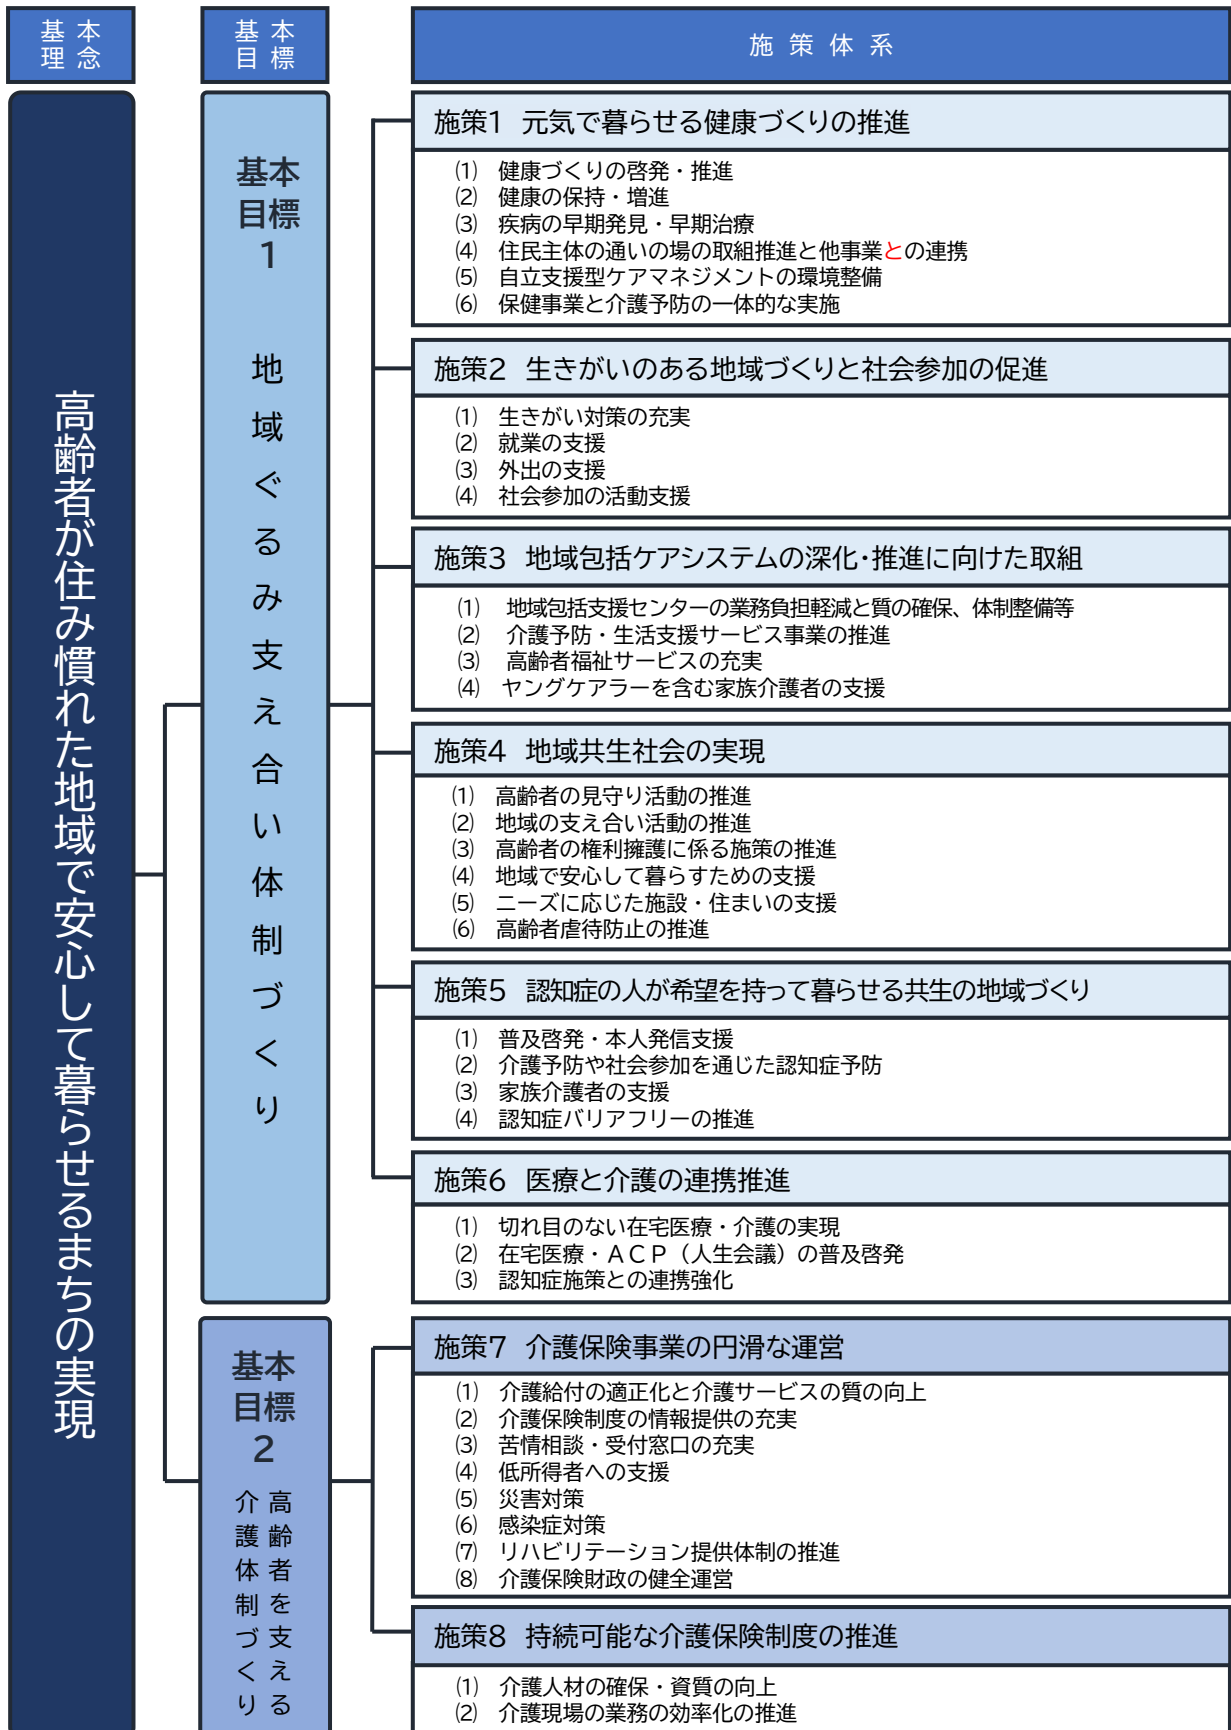 基本
理念
基本
目標
施策体系
高齢者が住み慣れた地域で安心して暮らせるまちの実現
基本
目標
1
地域ぐるみ支え合い体制づくり
施策1 元気で暮らせる健康づくりの推進
⑴ 健康づくりの啓発・推進
⑵ 健康の保持・増進
⑶ 疾病の早期発見・早期治療
⑷ 住民主体の通いの場の取組推進と他事業との連携
⑸ 自立支援型ケアマネジメントの環境整備
⑹ 保健事業と介護予防の一体的な実施
施策2 生きがいのある地域づくりと社会参加の促進
⑴ 生きがい対策の充実
⑵ 就業の支援
⑶ 外出の支援
⑷ 社会参加の活動支援
施策3 地域包括ケアシステムの深化・推進に向けた取組
⑴ 地域包括支援センターの業務負担軽減と質の確保、体制整備等
⑵ 介護予防・生活支援サービス事業の推進
⑶ 高齢者福祉サービスの充実
⑷ ヤングケアラーを含む家族介護者の支援
施策4 地域共生社会の実現
⑴ 高齢者の見守り活動の推進
⑵ 地域の支え合い活動の推進
⑶ 高齢者の権利擁護に係る施策の推進
⑷ 地域で安心して暮らすための支援
⑸ ニーズに応じた施設・住まいの支援
⑹ 高齢者虐待防止の推進
施策5 認知症の人が希望を持って暮らせる共生の地域づくり
⑴ 普及啓発・本人発信支援
⑵ 介護予防や社会参加を通じた認知症予防
⑶ 家族介護者の支援
⑷ 認知症バリアフリーの推進
施策6 医療と介護の連携推進
⑴ 切れ目のない在宅医療・介護の実現
⑵ 在宅医療・ＡＣＰ（人生会議）の普及啓発
⑶ 認知症施策との連携強化
基本
目標
2
高齢者を支える
介護体制づくり
施策7 介護保険事業の円滑な運営
⑴ 介護給付の適正化と介護サービスの質の向上
⑵ 介護保険制度の情報提供の充実
⑶ 苦情相談・受付窓口の充実
⑷ 低所得者への支援
⑸ 災害対策
⑹ 感染症対策
⑺ リハビリテーション提供体制の推進
⑻ 介護保険財政の健全運営
施策8 持続可能な介護保険制度の推進
⑴ 介護人材の確保・資質の向上
⑵ 介護現場の業務の効率化の推進